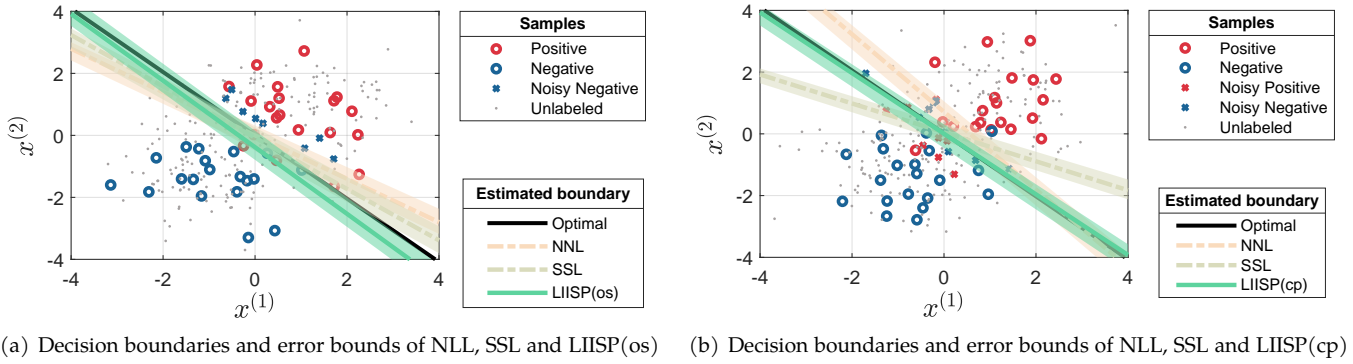 4
2
0
-2
-4
-4
-2
0
2
4
x(2)
x(1)
Samples
Positive
Negative
Noisy Negative
Unlabeled
Estimated boundary
Optimal
NNL
SSL
LIISP(os)
(a) Decision boundaries and error bounds of NLL, SSL and LIISP(os)
4
2
0
-2
-4
-4
-2
0
2
4
x(2)
x(1)
Samples
Positive
Negative
Noisy Positive
Noisy Negative
Unlabeled
Estimated boundary
Optimal
NNL
SSL
LIISP(cp)
(b) Decision boundaries and error bounds of NLL, SSL and LIISP(cp)